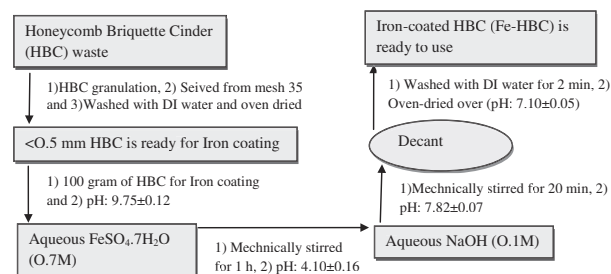 Honeycomb Briquette Cinder
(HBC) waste
1)HBC granulation, 2) Seived from mesh 35
and 3)Washed with DI water and oven dried
<O.5 mm HBC is ready for Iron coating
1) 100 gram of HBC for Iron coating
and 2) pH: 9.75±0.12
Aqueous FeSO₄.7H₂O
(O.7M)
1) Mechnically stirred
for 1 h, 2) pH: 4.10±0.16
Aqueous NaOH (O.1M)
1)Mechnically stirred for 20 min, 2)
pH: 7.82±0.07
Decant
1) Washed with DI water for 2 min, 2)
Oven-dried over (pH: 7.10±0.05)
Iron-coated HBC (Fe-HBC) is
ready to use